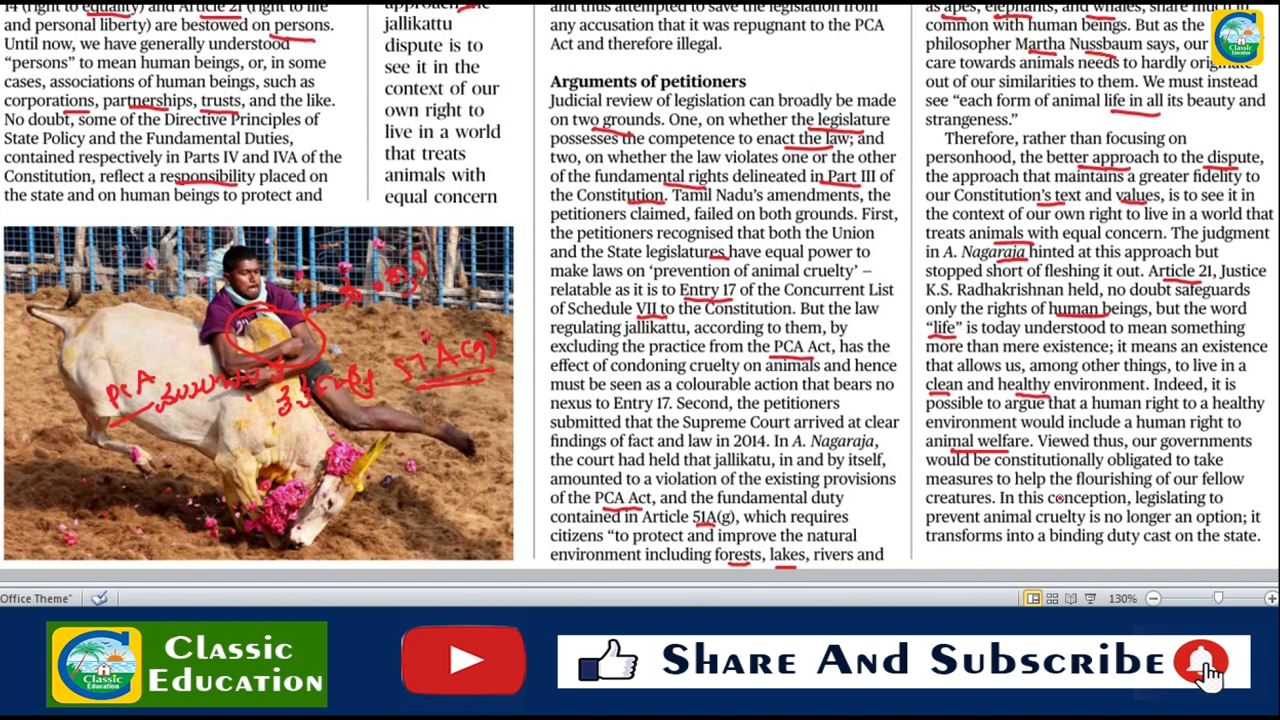 14 (right to equality) and Article 21 (right to life
and personal liberty) are bestowed on persons.
Until now, we have generally understood
“persons” to mean human beings, or, in some
cases, associations of human beings, such as
corporations, partnerships, trusts, and the like.
No doubt, some of the Directive Principles of
State Policy and the Fundamental Duties,
contained respectively in Parts IV and IVA of the
Constitution, reflect a responsibility placed on
the state and on human beings to protect and
approach
jallikattu
dispute is to
see it in the
context of our
own right to
live in a world
that treats
animals with
equal concern
PCA
51 A(g)
and thus attempted to save the legislation from
any accusation that it was repugnant to the PCA
Act and therefore illegal.
Arguments of petitioners
Judicial review of legislation can broadly be made
on two grounds. One, on whether the legislature
possesses the competence to enact the law; and
two, on whether the law violates one or the other
of the fundamental rights delineated in Part III of
the Constitution. Tamil Nadu’s amendments, the
petitioners claimed, failed on both grounds. First,
the petitioners recognised that both the Union
and the State legislatures have equal power to
make laws on ‘prevention of animal cruelty’ –
relatable as it is to Entry 17 of the Concurrent List
of Schedule VII to the Constitution. But the law
regulating jallikattu, according to them, by
excluding the practice from the PCA Act, has the
effect of condoning cruelty on animals and hence
must be seen as a colourable action that bears no
nexus to Entry 17. Second, the petitioners
submitted that the Supreme Court arrived at clear
findings of fact and law in 2014. In A. Nagaraja,
the court had held that jallikatu, in and by itself,
amounted to a violation of the existing provisions
of the PCA Act, and the fundamental duty
contained in Article 51A(g), which requires
citizens “to protect and improve the natural
environment including forests, lakes, rivers and
as apes, elephants, and whales, share much in
common with human beings. But as the
philosopher Martha Nussbaum says, our
care towards animals needs to hardly originate
out of our similarities to them. We must instead
see “each form of animal life in all its beauty and
strangeness.”
Therefore, rather than focusing on
personhood, the better approach to the dispute,
the approach that maintains a greater fidelity to
our Constitution’s text and values, is to see it in
the context of our own right to live in a world that
treats animals with equal concern. The judgment
in A. Nagaraja hinted at this approach but
stopped short of fleshing it out. Article 21, Justice
K.S. Radhakrishnan held, no doubt safeguards
only the rights of human beings, but the word
“life” is today understood to mean something
more than mere existence; it means an existence
that allows us, among other things, to live in a
clean and healthy environment. Indeed, it is
possible to argue that a human right to a healthy
environment would include a human right to
animal welfare. Viewed thus, our governments
would be constitutionally obligated to take
measures to help the flourishing of our fellow
creatures. In this conception, legislating to
prevent animal cruelty is no longer an option; it
transforms into a binding duty cast on the state.
Classic
Education
Office Theme"
130%
Classic
Education
Classic
Education
Share And Subscribe